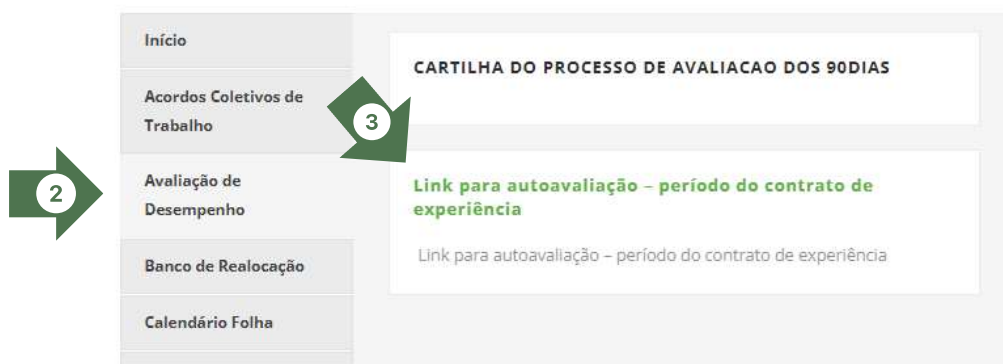 Início
Acordos Coletivos de
Trabalho
2
Avaliação de
Desempenho
Banco de Realocação
Calendário Folha
CARTILHA DO PROCESSO DE AVALIACAO DOS 90DIAS
3
Link para autoavaliação – período do contrato de
experiência
Link para autoavaliação – período do contrato de experiência